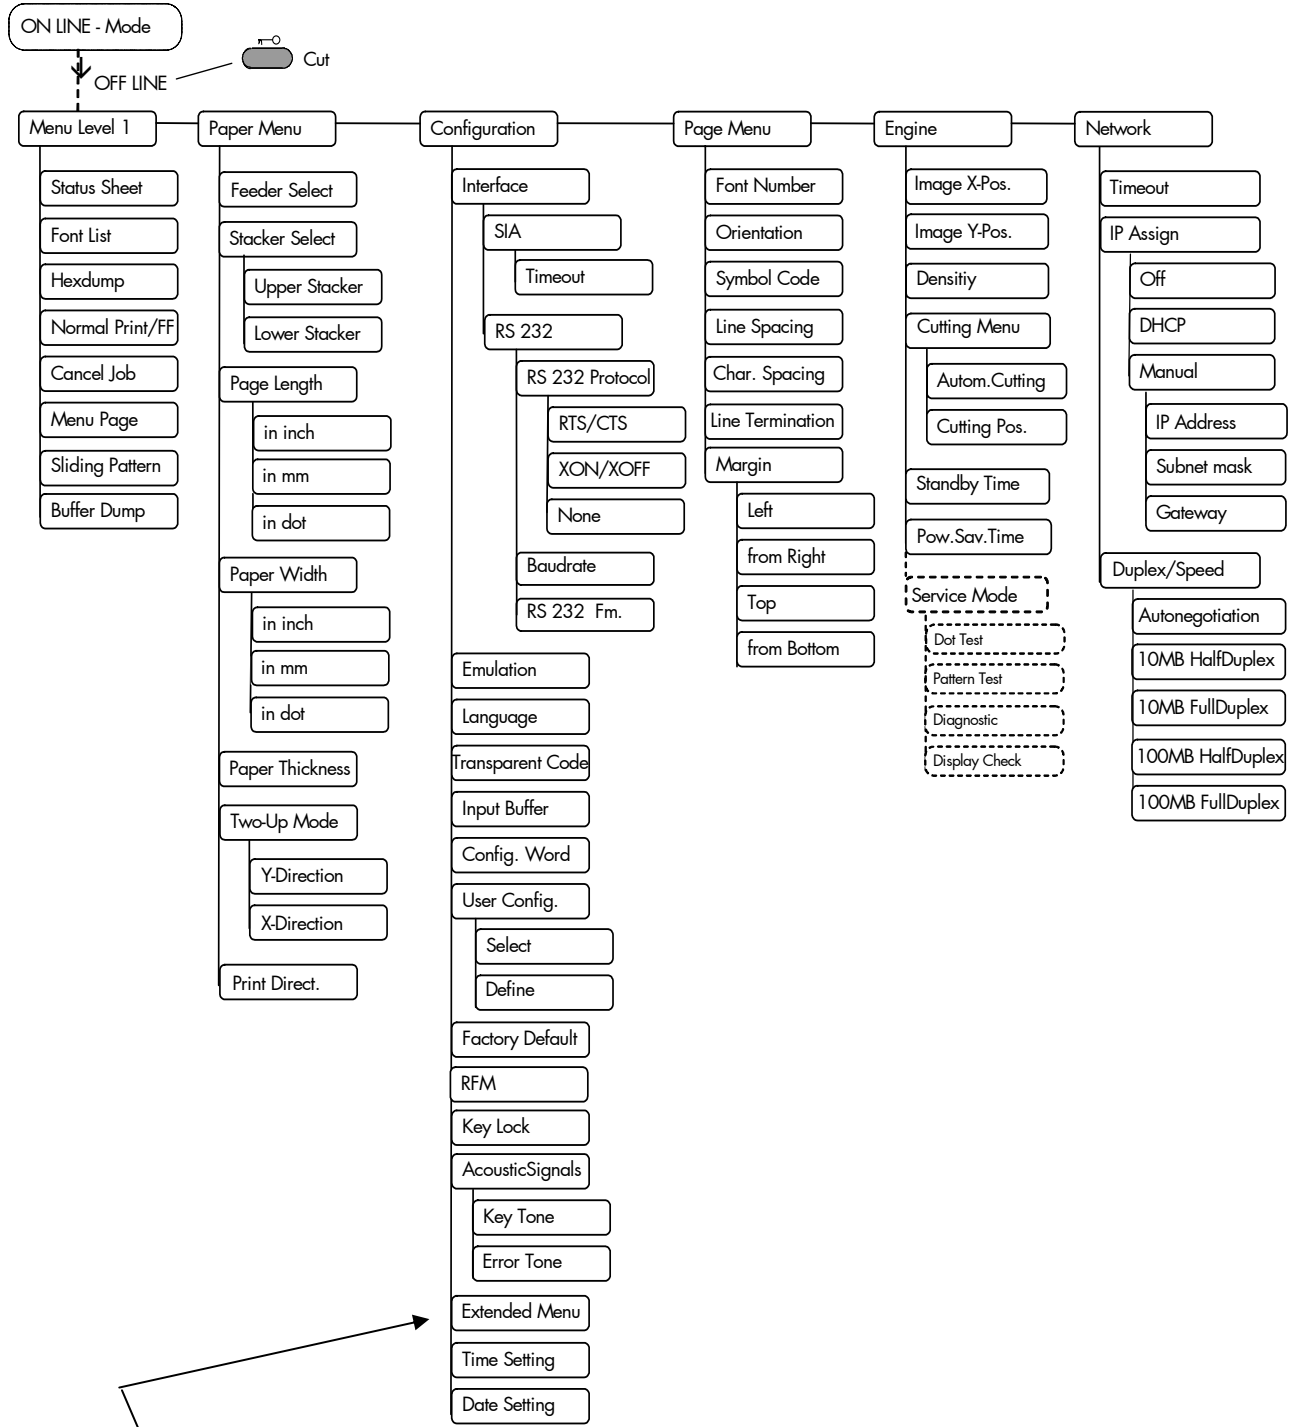 ON LINE - Mode
Cut
OFF LINE
Menu Level 1
Status Sheet
Font List
Hexdump
Normal Print/FF
Cancel Job
Menu Page
Sliding Pattern
Buffer Dump
Paper Menu
Feeder Select
Stacker Select
Upper Stacker
Lower Stacker
Page Length
in inch
in mm
in dot
Paper Width
in inch
in mm
in dot
Paper Thickness
Two-Up Mode
Y-Direction
X-Direction
Print Direct.
Configuration
Interface
SIA
Timeout
RS 232
RS 232 Protocol
RTS/CTS
XON/XOFF
None
Baudrate
RS 232 Fm.
Emulation
Language
Transparent Code
Input Buffer
Config. Word
User Config.
Select
Define
Factory Default
RFM
Key Lock
AcousticSignals
Key Tone
Error Tone
Extended Menu
Time Setting
Date Setting
Page Menu
Font Number
Orientation
Symbol Code
Line Spacing
Char. Spacing
Line Termination
Margin
Left
from Right
Top
from Bottom
Engine
Image X-Pos.
Image Y-Pos.
Densitiy
Cutting Menu
Autom.Cutting
Cutting Pos.
Standby Time
Pow.Sav.Time
Service Mode
Dot Test
Pattern Test
Diagnostic
Display Check
Network
Timeout
IP Assign
Off
DHCP
Manual
IP Address
Subnet mask
Gateway
Duplex/Speed
Autonegotiation
10MB HalfDuplex
10MB FullDuplex
100MB HalfDuplex
100MB FullDuplex